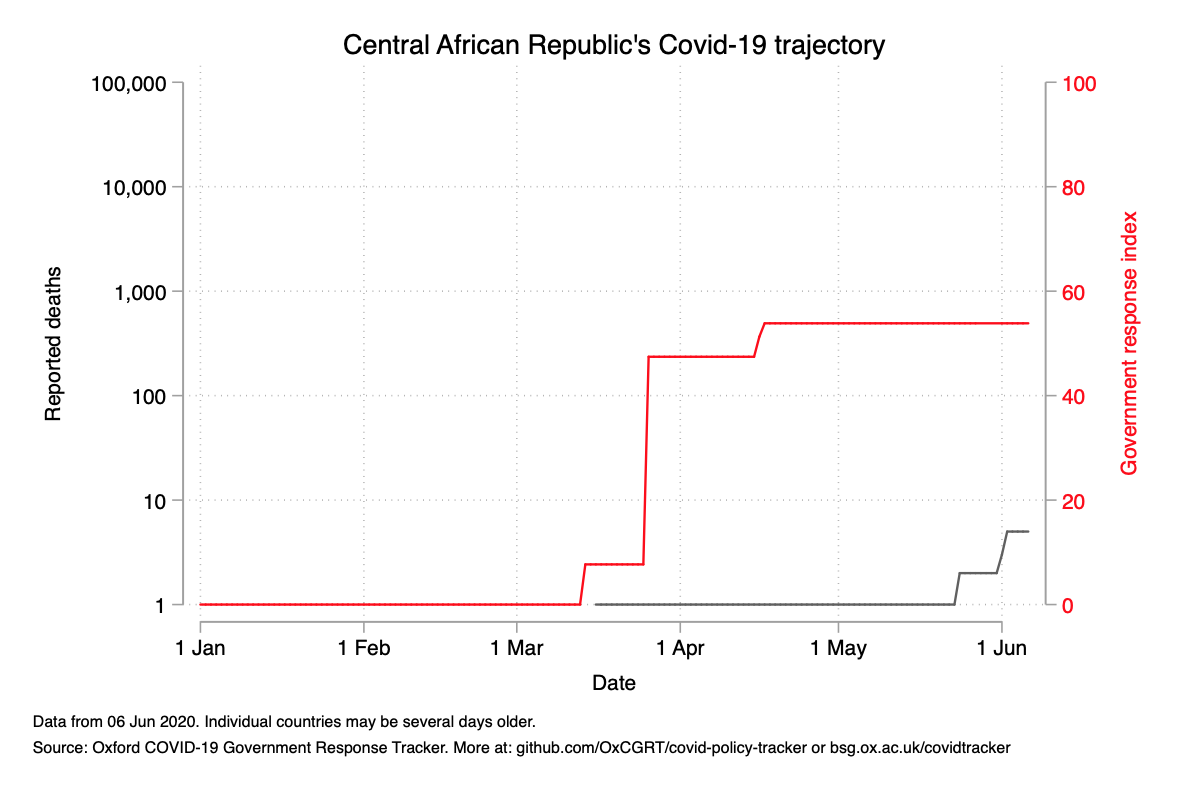 Central African Republic's Covid-19 trajectory
100,000
10,000
1,000
100
10
1
Reported deaths
100
80
60
40
20
0
Government response index
1 Jan
1 Feb
1 Mar
1 Apr
1 May
1 Jun
Date
Data from 06 Jun 2020. Individual countries may be several days older.
Source: Oxford COVID-19 Government Response Tracker. More at: github.com/OxCGRT/covid-policy-tracker or bsg.ox.ac.uk/covidtracker